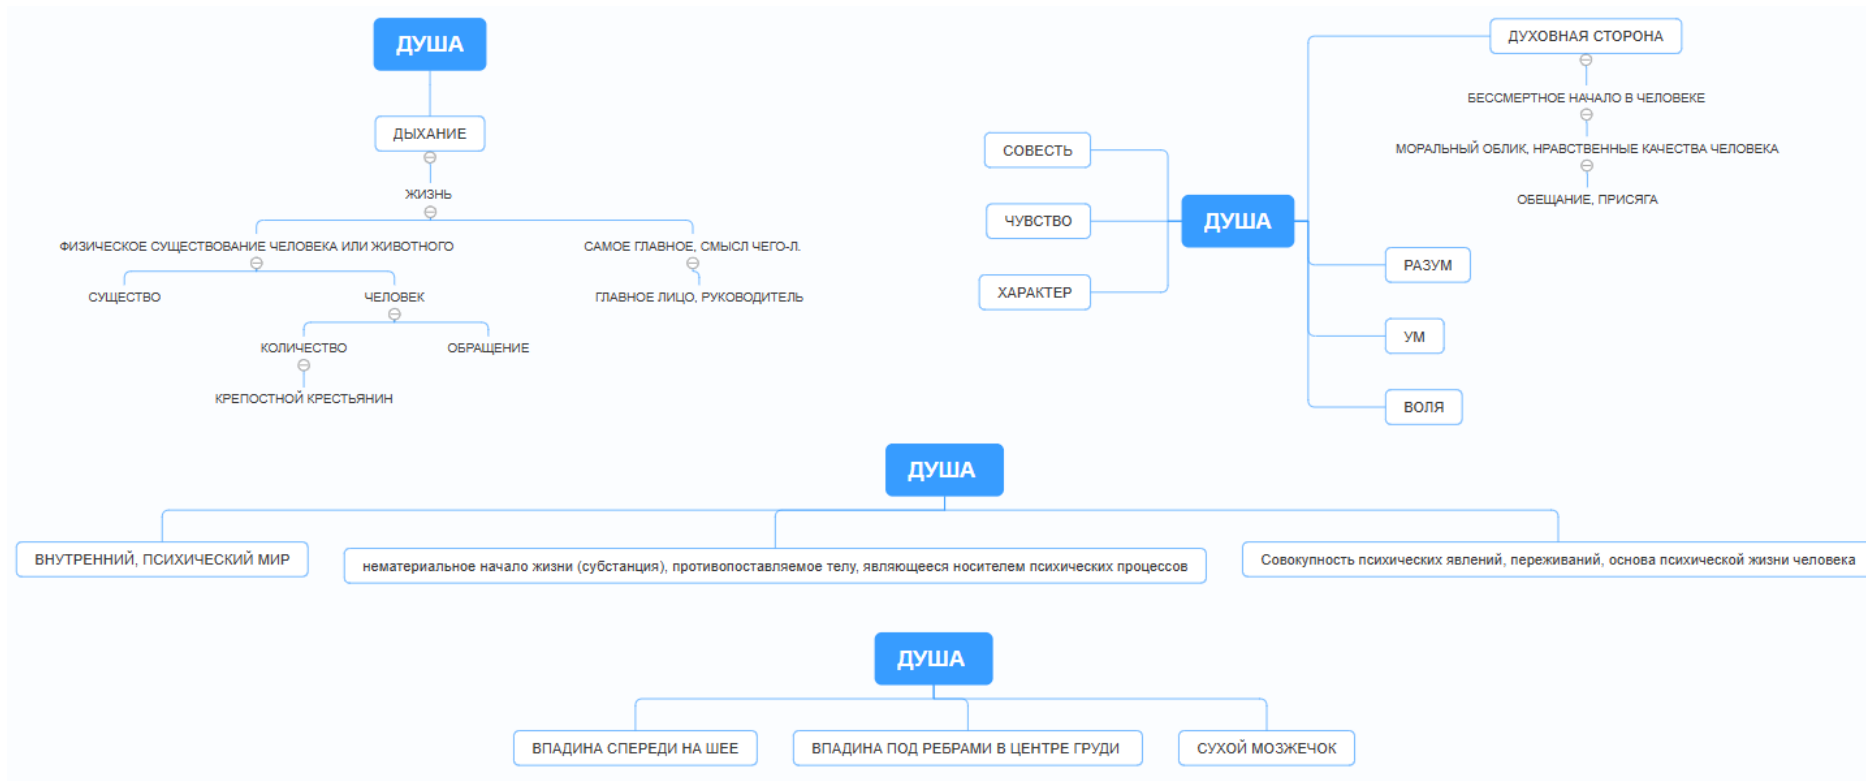 ДУША
ДЫХАНИЕ
ЖИЗНЬ
ФИЗИЧЕСКОЕ СУЩЕСТВОВАНИЕ ЧЕЛОВЕКА ИЛИ ЖИВОТНОГО
САМОЕ ГЛАВНОЕ, СМЫСЛ ЧЕГО-Л.
СУЩЕСТВО
ЧЕЛОВЕК
ГЛАВНОЕ ЛИЦО, РУКОВОДИТЕЛЬ
КОЛИЧЕСТВО
ОБРАЩЕНИЕ
КРЕПОСТНОЙ КРЕСТЬЯНИН
ДУША
СОВЕСТЬ
ЧУВСТВО
ХАРАКТЕР
ДУХОВНАЯ СТОРОНА
БЕССМЕРТНОЕ НАЧАЛО В ЧЕЛОВЕКЕ
МОРАЛЬНЫЙ ОБЛИК, НРАВСТВЕННЫЕ КАЧЕСТВА ЧЕЛОВЕКА
ОБЕЩАНИЕ, ПРИСЯГА
РАЗУМ
УМ
ВОЛЯ
ДУША
ВНУТРЕННИЙ, ПСИХИЧЕСКИЙ МИР
нематериальное начало жизни (субстанция), противопоставляемое телу, являющееся носителем психических процессов
Совокупность психических явлений, переживаний, основа психической жизни человека
ДУША
ВПАДИНА СПЕРЕДИ НА ШЕЕ
ВПАДИНА ПОД РЕБРАМИ В ЦЕНТРЕ ГРУДИ
СУХОЙ МОЗЖЕЧОК